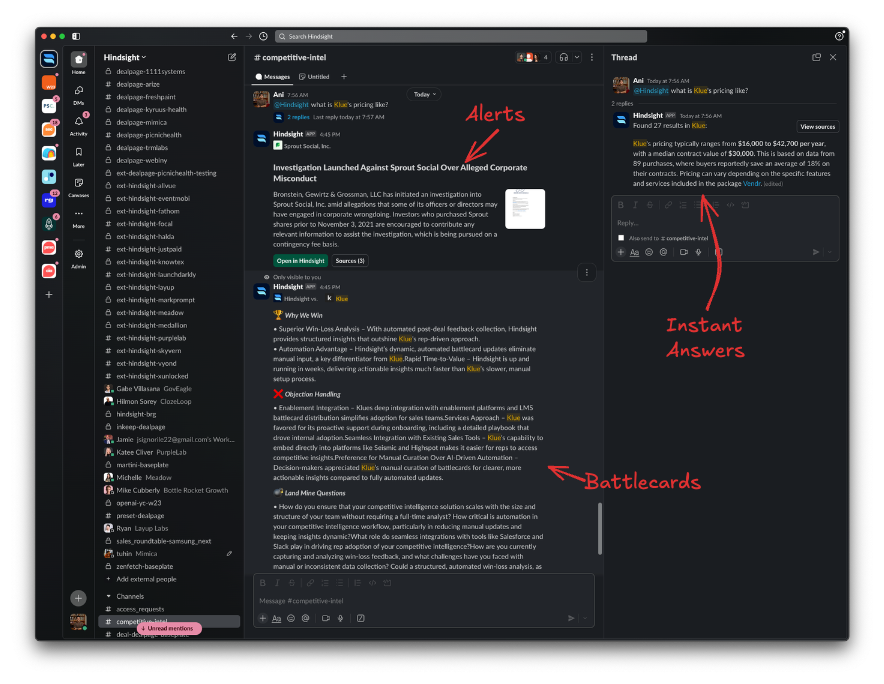 Search Hindsight
Hindsight
Home
DMs
Activity
Later
Canvases
More
Admin
dealpage-1111systems
dealpage-arize
dealpage-freshpaint
dealpage-kyruus-health
dealpage-mimica
dealpage-picnichealth
dealpage-trmlabs
dealpage-webiny
ext-dealpage-picnichealth-testing
ext-hindsight-allvue
ext-hindsight-eventmobi
ext-hindsight-fathom
ext-hindsight-focal
ext-hindsight-halda
ext-hindsight-justpaid
ext-hindsight-knowtex
ext-hindsight-launchdarkly
ext-hindsight-layup
ext-hindsight-markprompt
ext-hindsight-meadow
ext-hindsight-medallion
ext-hindsight-purplelab
ext-hindsight-skyvern
ext-hindsight-vyond
ext-hindsight-xunlocked
Gabe Villasana GovEagle
Hilmon Sorey ClozeLoop
hindsight-brg
inkeep-dealpage
Jamie jsignorile22@gmail.com's Work...
Katee Cliver PurpleLab
martini-baseplate
Michelle Meadow
Mike Cubberly Bottle Rocket Growth
openai-yc-w23
preset-dealpage
Ryan Layup Labs
sales_roundtable-samsung_next
tuhin Mimica
zenfetch-baseplate
+ Add external people
Channels
# access_requests
# competitive-intel
↓ Unread mentions
# competitive-intel
4
Messages
Untitled
Today
Ani 7:56 AM
@Hindsight what is Klue's pricing like?
2 replies Last reply today at 7:57 AM
Hindsight APP 4:45 PM
Sprout Social, Inc.
Investigation Launched Against Sprout Social Over Alleged Corporate
Misconduct
Bronstein, Gewirtz & Grossman, LLC has initiated an investigation into
Sprout Social, Inc. amid allegations that some of its officers or directors may
have engaged in corporate wrongdoing. Investors who purchased Sprout
shares prior to November 3, 2021 are encouraged to contribute any
relevant information to assist the investigation, which is being pursued on a
contingency fee basis.
Open in Hindsight
Sources (3)
Only visible to you
Hindsight APP 4:45 PM
Hindsight vs. k Klue
Why We Win
• Superior Win-Loss Analysis – With automated post-deal feedback collection, Hindsight
provides structured insights that outshine Klue's rep-driven approach.
• Automation Advantage – Hindsight's dynamic, automated battlecard updates eliminate
manual input, a key differentiator from Klue.Rapid Time-to-Value – Hindsight is up and
running in weeks, delivering actionable insights much faster than Klue's slower, manual
setup process.
Objection Handling
• Enablement Integration – Klues deep integration with enablement platforms and LMS
battlecard distribution simplifies adoption for sales teams.Services Approach – Klue was
favored for its proactive support during onboarding, including a detailed playbook that
drove internal adoption.Seamless Integration with Existing Sales Tools – Klue's capability to
embed directly into platforms like Seismic and Highspot makes it easier for reps to access
competitive insights.Preference for Manual Curation Over AI-Driven Automation –
Decision-makers appreciated Klue's manual curation of battlecards for clearer, more
actionable insights compared to fully automated updates.
Land Mine Questions
• How do you ensure that your competitive intelligence solution scales with the size and
structure of your team without requiring a full-time analyst? How critical is automation in
your competitive intelligence workflow, particularly in reducing manual updates and
keeping insights dynamic?What role do seamless integrations with tools like Salesforce and
Slack play in driving rep adoption of your competitive intelligence?How are you currently
capturing and analyzing win-loss feedback, and what challenges have you faced with
manual or inconsistent data collection? Could a structured, automated win-loss analysis, as
Message #competitive-intel
Thread
Ani Today at 7:56 AM
@Hindsight what is Klue's pricing like?
2 replies
Hindsight APP Today at 7:56 AM
Found 27 results in Klue:
View sources
Klue's pricing typically ranges from $16,000 to $42,700 per year,
with a median contract value of $30,000. This is based on data from
89 purchases, where buyers reportedly save an average of 18% on
their contracts. Pricing can vary depending on the specific features
and services included in the package Vendr. (edited)
Reply...
Also send to # competitive-intel
Alerts
Instant
Answers
Battlecards